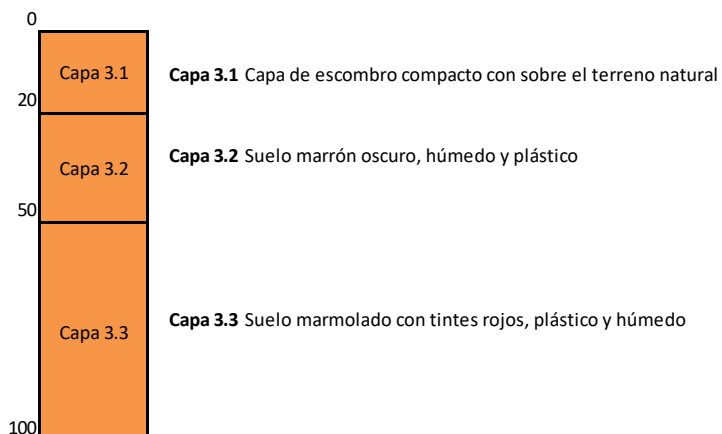 0
Capa 3.1
Capa 3.1 Capa de escombro compacto con sobre el terreno natural
20
Capa 3.2 Suelo marrón oscuro, húmedo y plástico
Capa 3.2
50
Capa 3.3 Suelo marmolado con tintes rojos, plástico y húmedo
Capa 3.3
100